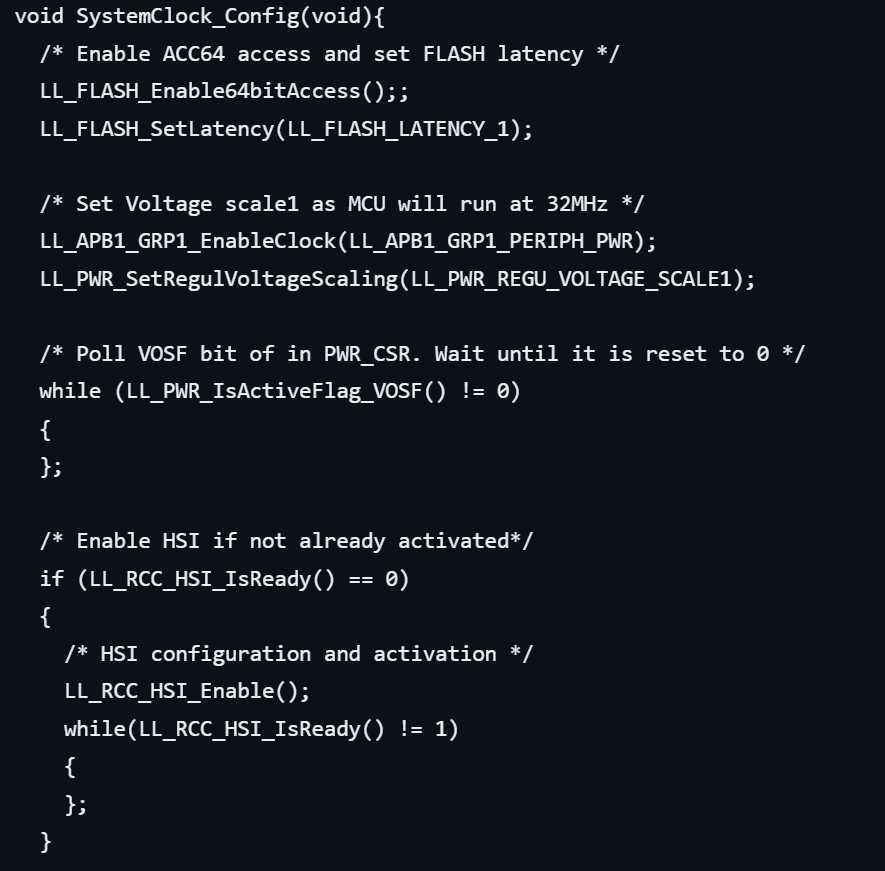 void SystemClock_Config(void){
  /* Enable ACC64 access and set FLASH latency */
  LL_FLASH_Enable64bitAccess();;
  LL_FLASH_SetLatency(LL_FLASH_LATENCY_1);

  /* Set Voltage scale1 as MCU will run at 32MHz */
  LL_APB1_GRP1_EnableClock(LL_APB1_GRP1_PERIPH_PWR);
  LL_PWR_SetRegulVoltageScaling(LL_PWR_REGU_VOLTAGE_SCALE1);

  /* Poll VOSF bit of in PWR_CSR. Wait until it is reset to 0 */
  while (LL_PWR_IsActiveFlag_VOSF() != 0)
  {
  };

  /* Enable HSI if not already activated*/
  if (LL_RCC_HSI_IsReady() == 0)
  {
    /* HSI configuration and activation */
    LL_RCC_HSI_Enable();
    while(LL_RCC_HSI_IsReady() != 1)
    {
    };
  }